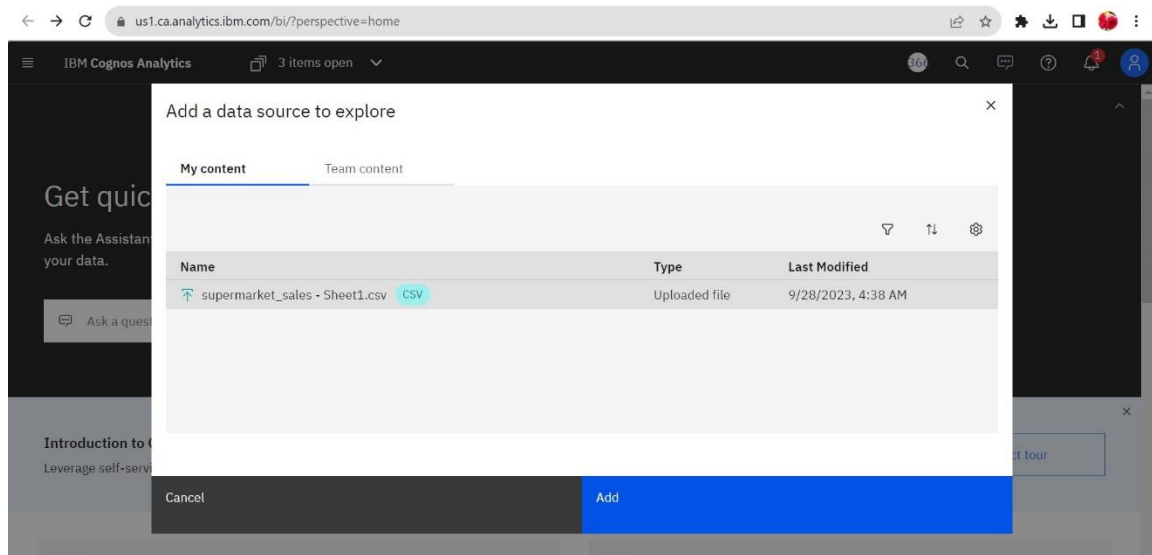 us1.ca.analytics.ibm.com/bi/?perspective=home
IBM Cognos Analytics 3 items open
1
Add a data source to explore
My content Team content
Get quic
Ask the Assistan
your data.
Name Type Last Modified
supermarket_sales - Sheet1.csv CSV Uploaded file 9/28/2023, 4:38 AM
Ask a quest
Introduction to
Leverage self-servi
ct tour
Cancel Add